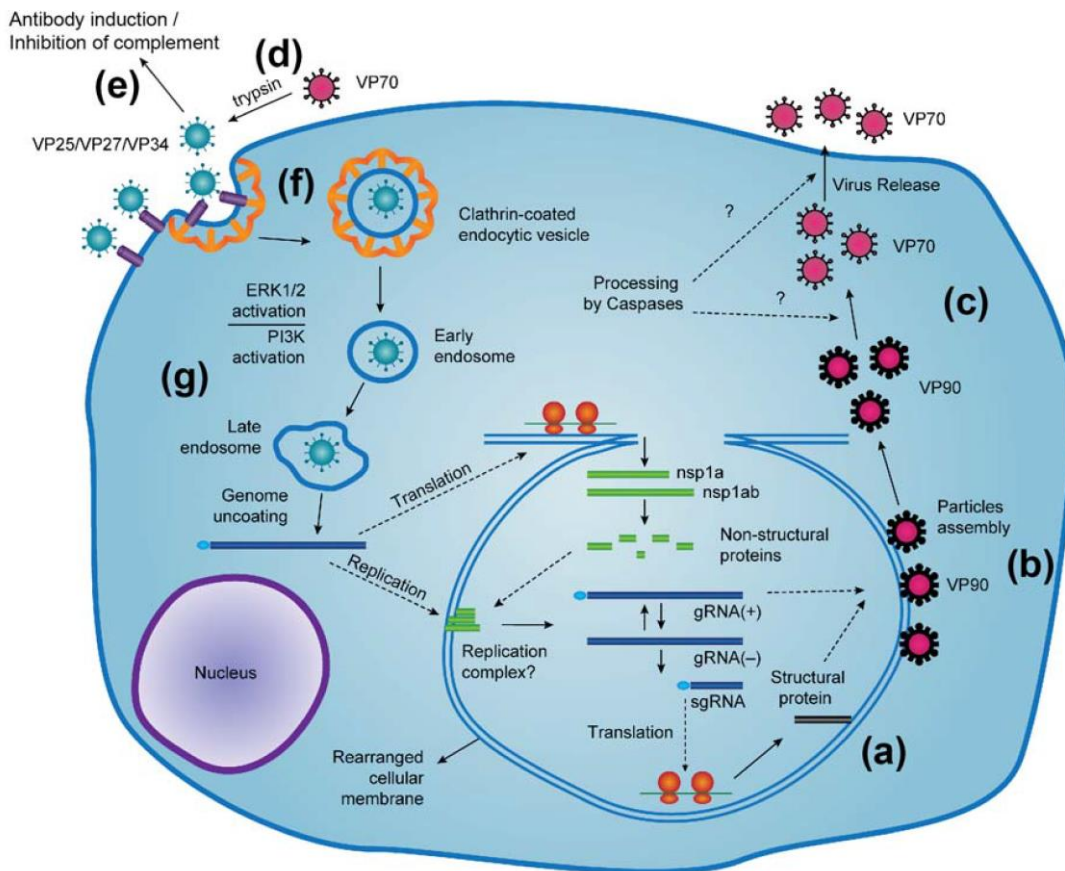 Antibody induction /
Inhibition of complement
(e)
(d)
trypsin
VP70
VP25/VP27/VP34
(f)
Clathrin-coated
endocytic vesicle
ERK1/2
activation
PI3K
activation
Early
endosome
(g)
Late
endosome
Genome
uncoating
Translation
Replication
Nucleus
Replication
complex?
Rearranged
cellular
membrane
nsp1a
nsp1ab
Non-structural
proteins
gRNA(+)
gRNA(–)
sgRNA
Translation
Structural
protein
(a)
VP90
(b)
Particles
assembly
VP90
(c)
Processing
by Caspases
?
?
VP70
Virus Release
VP70